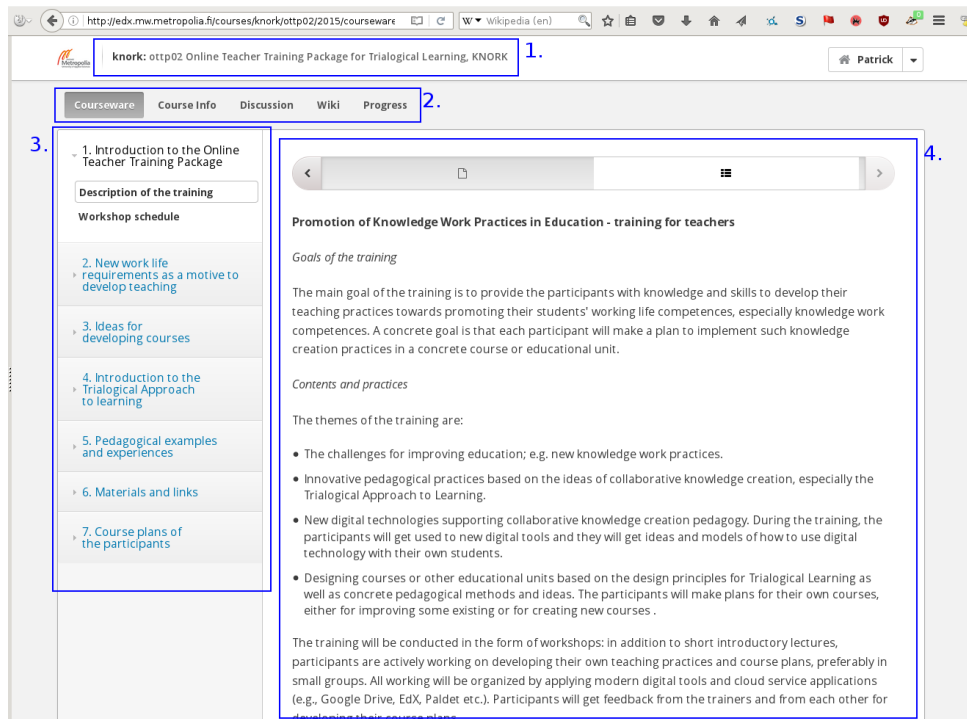 http://edx.mw.metropolia.fi/courses/knork/ottp02/2015/courseware
W Wikipedia (en)
Metropolia
knork: ottp02 Online Teacher Training Package for Trialogical Learning, KNORK
1.
Patrick
Courseware Course Info Discussion Wiki Progress
2.
3.
1. Introduction to the Online
Teacher Training Package
Description of the training
Workshop schedule
2. New work life
requirements as a motive to
develop teaching
3. Ideas for
developing courses
4. Introduction to the
Trialogical Approach
to learning
5. Pedagogical examples
and experiences
6. Materials and links
7. Course plans of
the participants
4.
Promotion of Knowledge Work Practices in Education - training for teachers
Goals of the training
The main goal of the training is to provide the participants with knowledge and skills to develop their
teaching practices towards promoting their students' working life competences, especially knowledge work
competences. A concrete goal is that each participant will make a plan to implement such knowledge
creation practices in a concrete course or educational unit.
Contents and practices
The themes of the training are:
• The challenges for improving education; e.g. new knowledge work practices.
• Innovative pedagogical practices based on the ideas of collaborative knowledge creation, especially the
Trialogical Approach to Learning.
• New digital technologies supporting collaborative knowledge creation pedagogy. During the training, the
participants will get used to new digital tools and they will get ideas and models of how to use digital
technology with their own students.
• Designing courses or other educational units based on the design principles for Trialogical Learning as
well as concrete pedagogical methods and ideas. The participants will make plans for their own courses,
either for improving some existing or for creating new courses .
The training will be conducted in the form of workshops: in addition to short introductory lectures,
participants are actively working on developing their own teaching practices and course plans, preferably in
small groups. All working will be organized by applying modern digital tools and cloud service applications
(e.g., Google Drive, EdX, Paldet etc.). Participants will get feedback from the trainers and from each other for
developing their course plans.